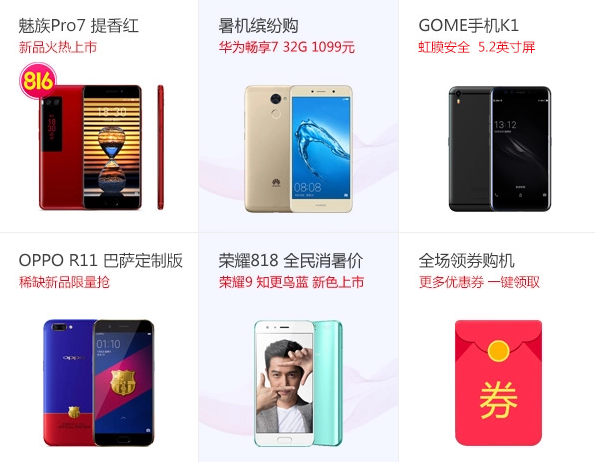 魅族Pro7 提香红
新品火热上市
816
18:30
暑机缤纷购
华为畅享7 32G 1099元
HUAWEI
08:08
GOME手机K1
虹膜安全 5.2英寸屏
13:12
OPPO R11 巴萨定制版
稀缺新品限量抢
oppo
01:10
荣耀818 全民消暑价
荣耀9 知更鸟蓝 新色上市
全场领券购机
更多优惠券 一键领取
券